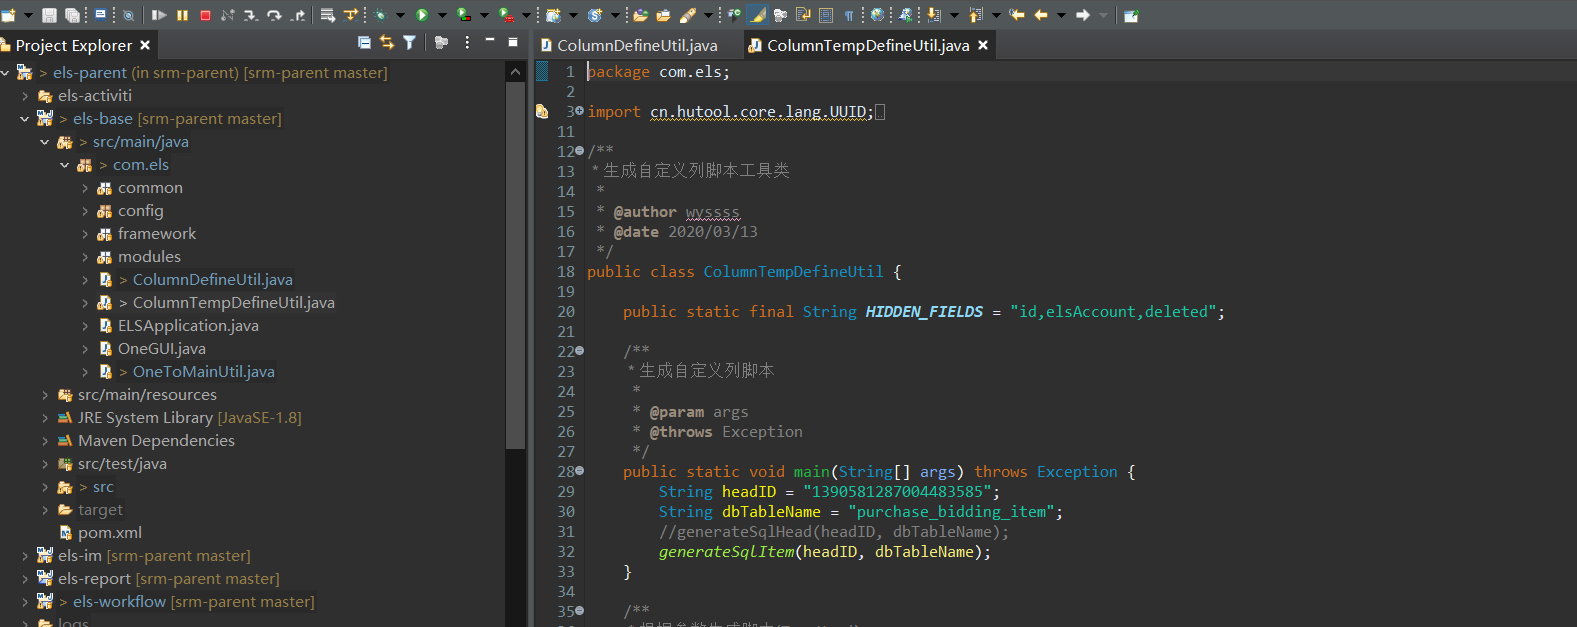 Project Explorer
ColumnDefineUtil.java
ColumnTempDefineUtil.java
> els-parent (in srm-parent) [srm-parent master]
els-activiti
> els-base [srm-parent master]
> src/main/java
> com.els
common
config
framework
modules
> ColumnDefineUtil.java
> ColumnTempDefineUtil.java
ELSApplication.java
OneGUI.java
> OneToMainUtil.java
src/main/resources
JRE System Library [JavaSE-1.8]
Maven Dependencies
src/test/java
> src
target
pom.xml
els-im [srm-parent master]
els-report [srm-parent master]
> els-workflow [srm-parent master]
logs
1 package com.els;
2
3 import cn.hutool.core.lang.UUID;
11
12 /**
13 * 生成自定义列脚本工具类
14 *
15 * @author wvssss
16 * @date 2020/03/13
17 */
18 public class ColumnTempDefineUtil {
19
20 public static final String HIDDEN_FIELDS = "id,elsAccount,deleted";
21
22 /**
23 * 生成自定义列脚本
24 *
25 * @param args
26 * @throws Exception
27 */
28 public static void main(String[] args) throws Exception {
29 String headID = "1390581287004483585";
30 String dbTableName = "purchase_bidding_item";
31 //generateSqlHead(headID, dbTableName);
32 generateSqlItem(headID, dbTableName);
33 }
34
35 /**